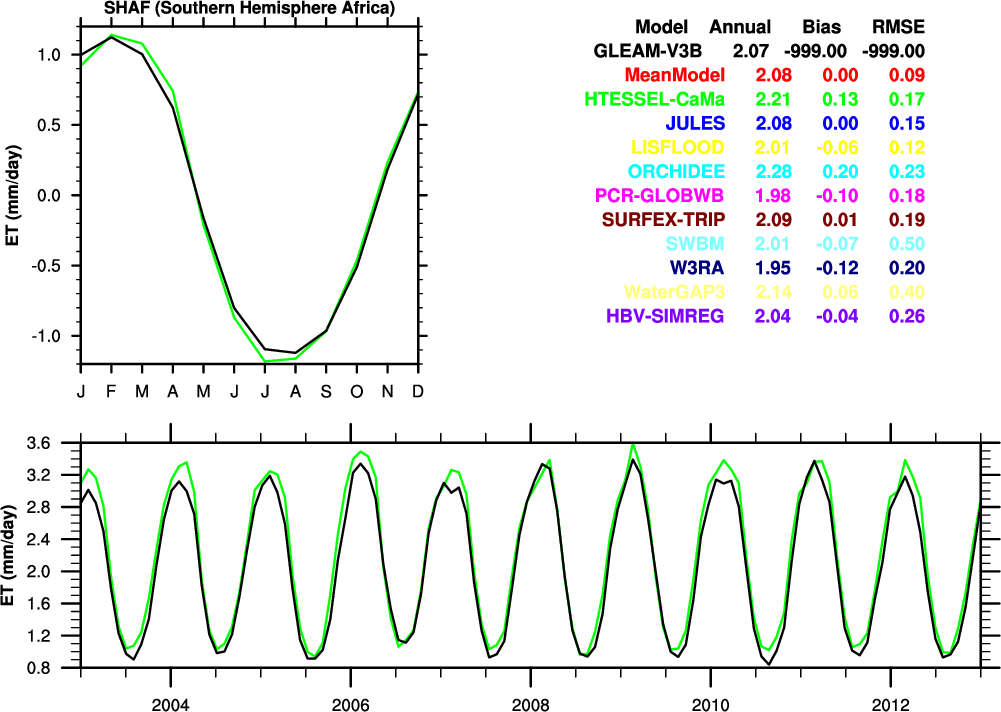 SHAF (Southern Hemisphere Africa)
Model Annual Bias RMSE
GLEAM-V3B 2.07 -999.00 -999.00
MeanModel 2.08 0.00 0.09
HTESSEL-CaMa 2.21 0.13 0.17
JULES 2.08 0.00 0.15
LISFLOOD 2.01 -0.06 0.12
ORCHIDEE 2.28 0.20 0.23
PCR-GLOBWB 1.98 -0.10 0.18
SURFEX-TRIP 2.09 0.01 0.19
SWBM 2.01 -0.07 0.50
W3RA 1.95 -0.12 0.20
WaterGAP3 2.14 0.06 0.40
HBV-SIMREG 2.04 -0.04 0.26
ET (mm/day)
1.0
0.5
0.0
-0.5
-1.0
J F M A M J J A S O N D
ET (mm/day)
3.6
3.2
2.8
2.4
2.0
1.6
1.2
0.8
2004 2006 2008 2010 2012